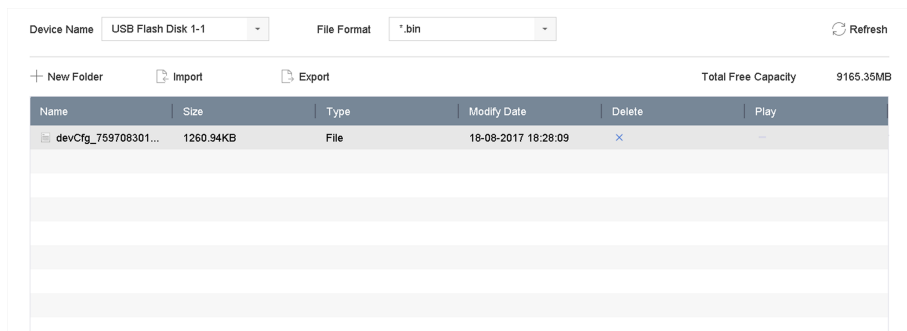 Device Name USB Flash Disk 1-1 File Format *.bin Refresh
New Folder Import Export Total Free Capacity 9165.35MB
Name Size Type Modify Date Delete Play
devCfg_759708301... 1260.94KB File 18-08-2017 18:28:09